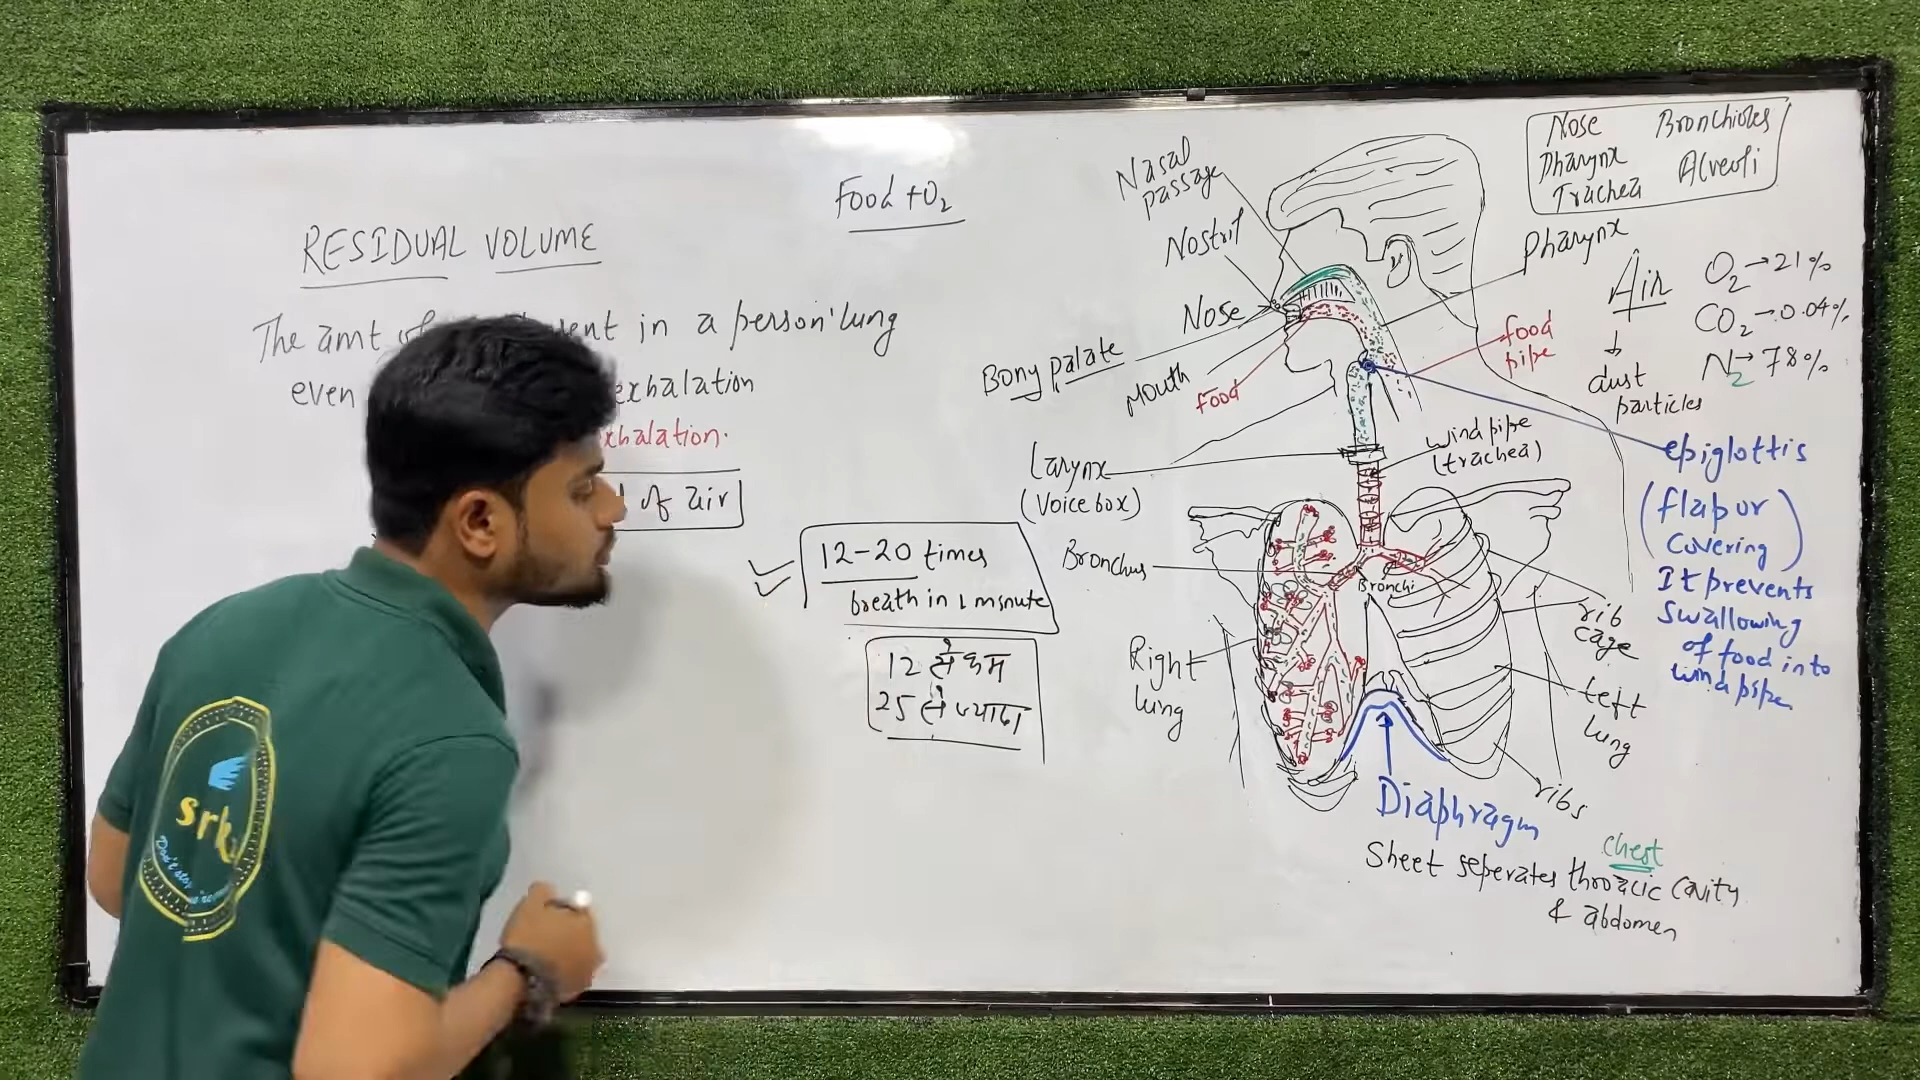 Food + O2
RESIDUAL VOLUME
The amt in a person' lung
even exhalation
exhalation.
of air
12-20 times
breath in 1 minute
12 से कम
25 से ज्यादा
Nasal
passage
Nostril
Nose
Bony palate
Mouth
food
Larynx
(Voice box)
Bronchus
Right
lung
Nose Bronchioles
Pharynx Alveoli
Trachea
Pharynx
food
pipe
Air
O2 → 21%
CO2 → 0.04%
N2 → 78%
dust
particles
wind pipe
(trachea)
epiglottis
(flap or
covering)
It prevents
swallowing
of food into
wind pipe
Bronchi
rib
cage
left
lung
ribs
Diaphragm
chest
Sheet seperates thoracic cavity
& abdomen
srk
Don't stop